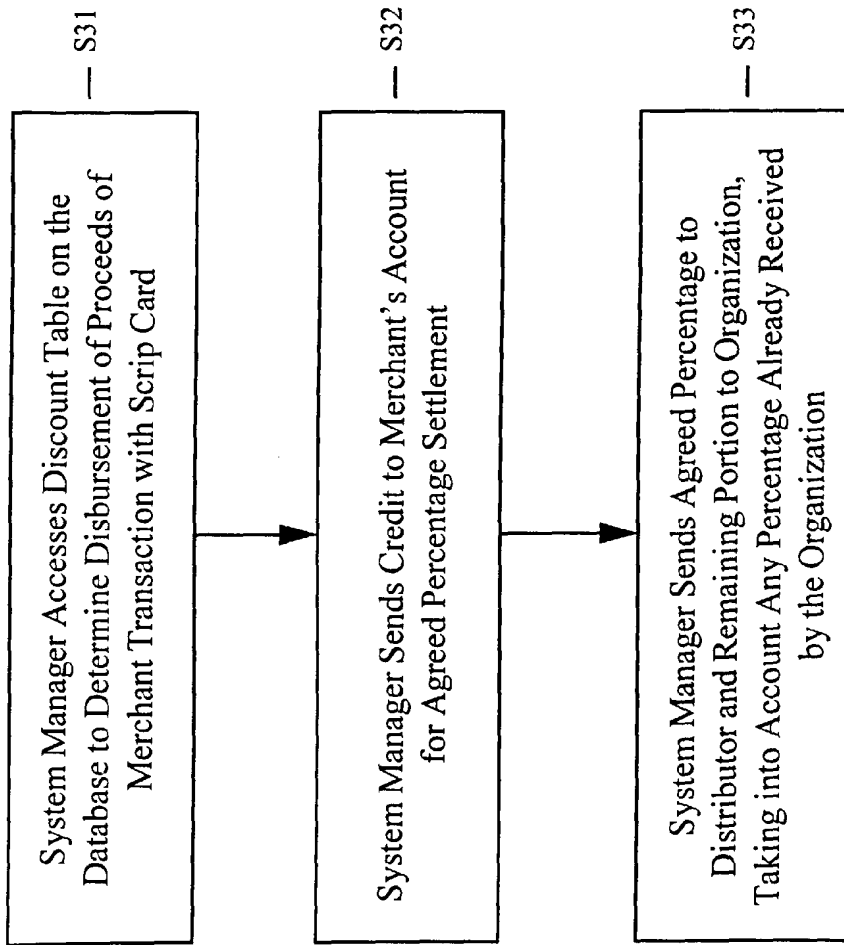 System Manager Accesses Discount Table on the
Database to Determine Disbursement of Proceeds of
Merchant Transaction with Scrip Card
S31
System Manager Sends Credit to Merchant's Account
for Agreed Percentage Settlement
S32
System Manager Sends Agreed Percentage to
Distributor and Remaining Portion to Organization,
Taking into Account Any Percentage Already Received
by the Organization
S33